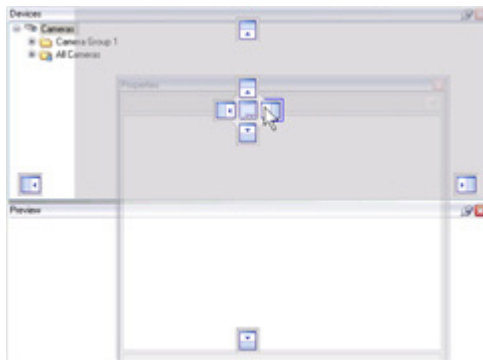 Devices
Cameras
Camera Group 1
All Cameras
Properties
Preview